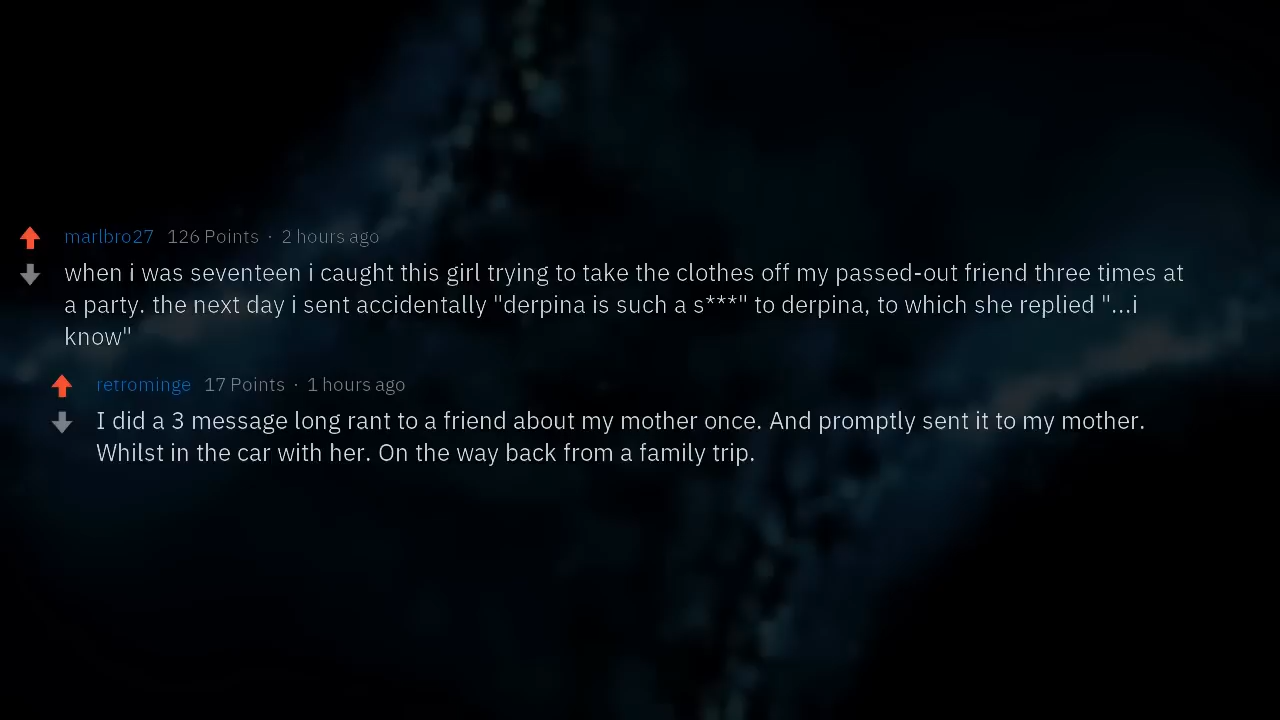 marlbro27 126 Points · 2 hours ago
when i was seventeen i caught this girl trying to take the clothes off my passed-out friend three times at
a party. the next day i sent accidentally "derpina is such a s***" to derpina, to which she replied "...i
know"
retrominge 17 Points · 1 hours ago
I did a 3 message long rant to a friend about my mother once. And promptly sent it to my mother.
Whilst in the car with her. On the way back from a family trip.